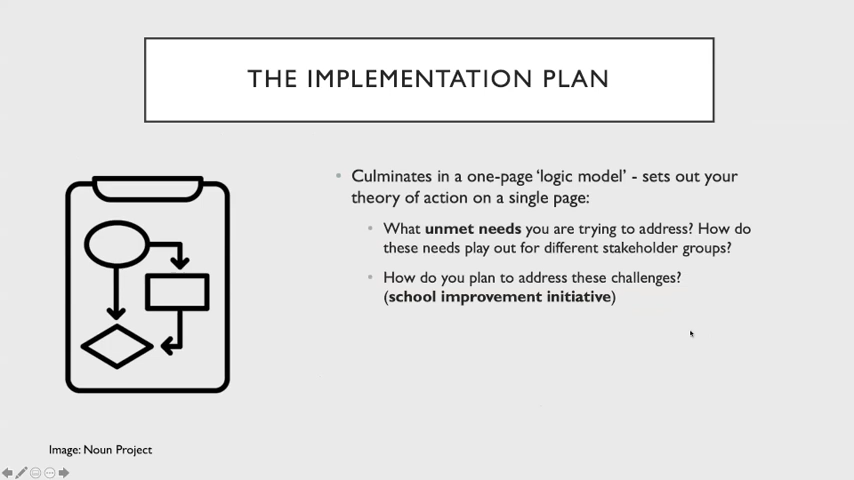 THE IMPLEMENTATION PLAN
• Culminates in a one-page ‘logic model’ - sets out your
theory of action on a single page:
• What unmet needs you are trying to address? How do
these needs play out for different stakeholder groups?
• How do you plan to address these challenges?
(school improvement initiative)
Image: Noun Project